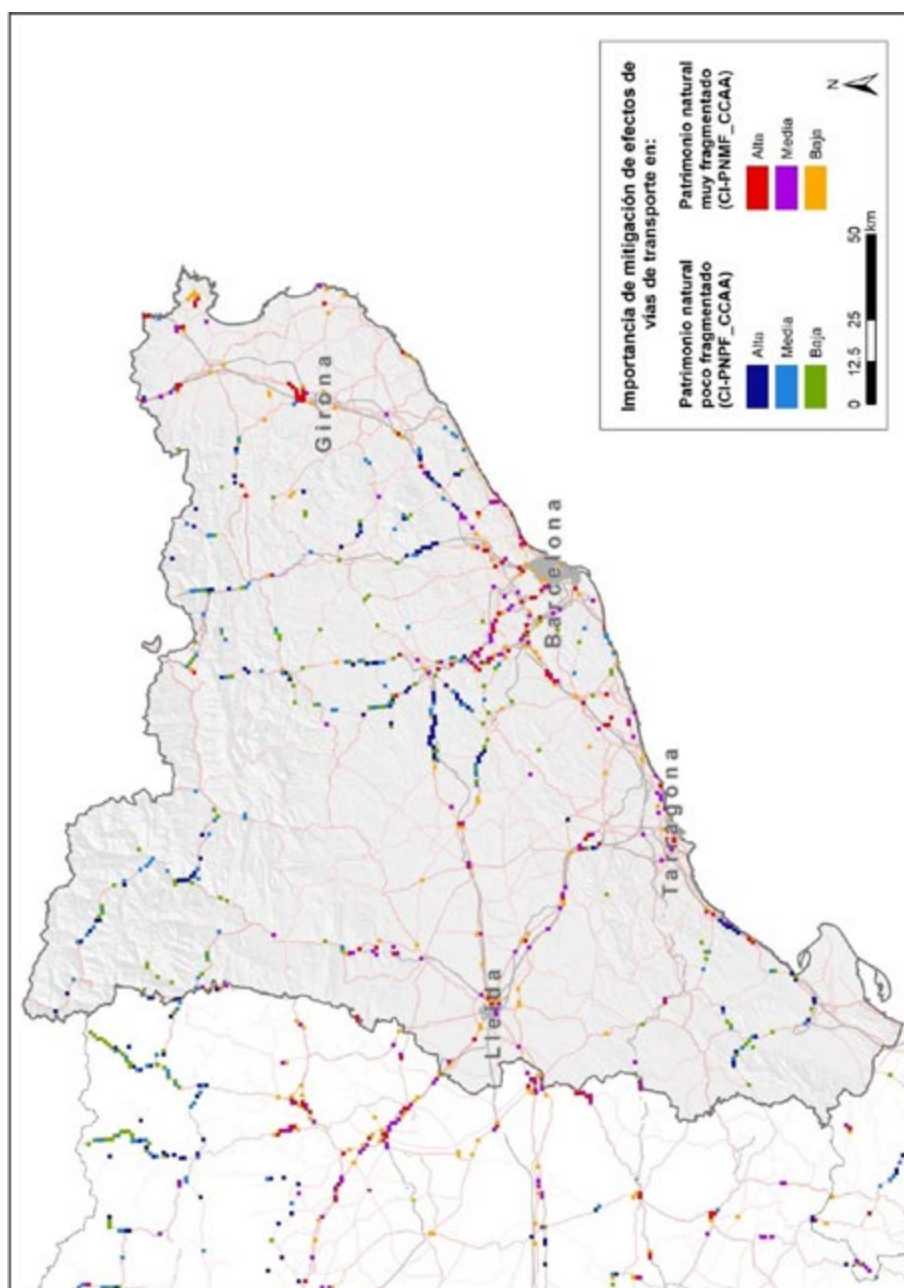 Girona
Barcelona
Tarragona
Lleida
Importancia de mitigación de efectos de
vías de transporte en:
Patrimonio natural
poco fragmentado
(CI-PNPF_CCAA)
Alta
Media
Baja
Patrimonio natural
muy fragmentado
(CI-PNMF_CCAA)
Alta
Media
Baja
N
0 12.5 25 50
km